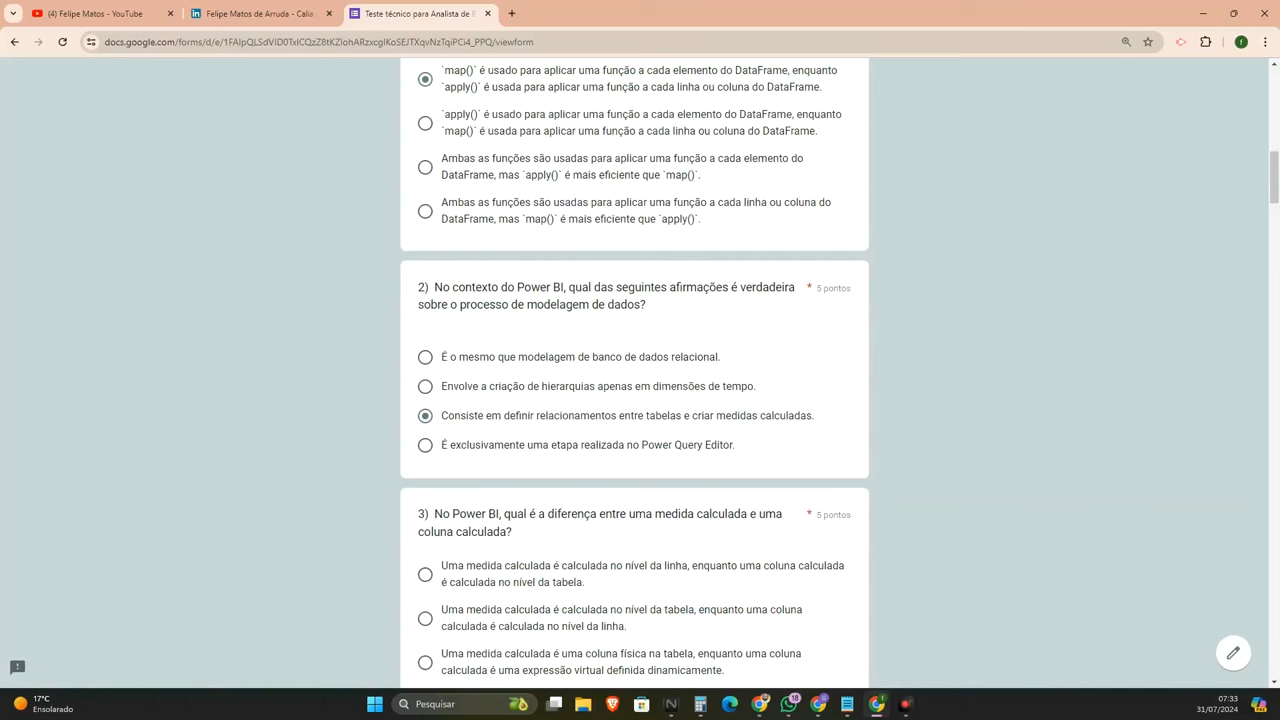 (4) Felipe Matos - YouTube
Felipe Matos de Arruda - Calia
Teste técnico para Analista de
docs.google.com/forms/d/e/1FAIpQLSdVID0TxlCQzZ8tKZlohARzxcglKoSEJTXqvNzTqiPCi4_PPQ/viewform
`map()` é usado para aplicar uma função a cada elemento do DataFrame, enquanto
`apply()` é usada para aplicar uma função a cada linha ou coluna do DataFrame.
`apply()` é usado para aplicar uma função a cada elemento do DataFrame, enquanto
`map()` é usada para aplicar uma função a cada linha ou coluna do DataFrame.
Ambas as funções são usadas para aplicar uma função a cada elemento do
DataFrame, mas `apply()` é mais eficiente que `map()`.
Ambas as funções são usadas para aplicar uma função a cada linha ou coluna do
DataFrame, mas `map()` é mais eficiente que `apply()`.
2) No contexto do Power BI, qual das seguintes afirmações é verdadeira * 5 pontos
sobre o processo de modelagem de dados?
É o mesmo que modelagem de banco de dados relacional.
Envolve a criação de hierarquias apenas em dimensões de tempo.
Consiste em definir relacionamentos entre tabelas e criar medidas calculadas.
É exclusivamente uma etapa realizada no Power Query Editor.
3) No Power BI, qual é a diferença entre uma medida calculada e uma * 5 pontos
coluna calculada?
Uma medida calculada é calculada no nível da linha, enquanto uma coluna calculada
é calculada no nível da tabela.
Uma medida calculada é calculada no nível da tabela, enquanto uma coluna
calculada é calculada no nível da linha.
Uma medida calculada é uma coluna física na tabela, enquanto uma coluna
calculada é uma expressão virtual definida dinamicamente.
17°C
Ensolarado
Pesquisar
18
07:33
31/07/2024